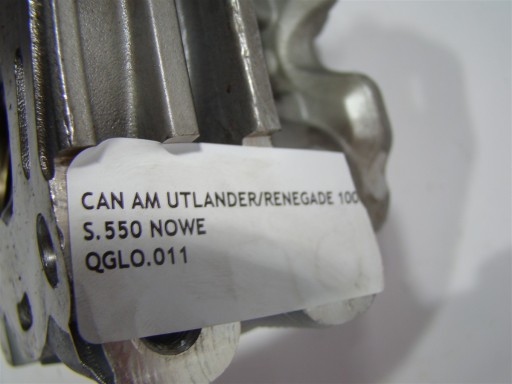 CAN AM UTLANDER/RENEGADE 100
S.550 NOWE
QGLO.011